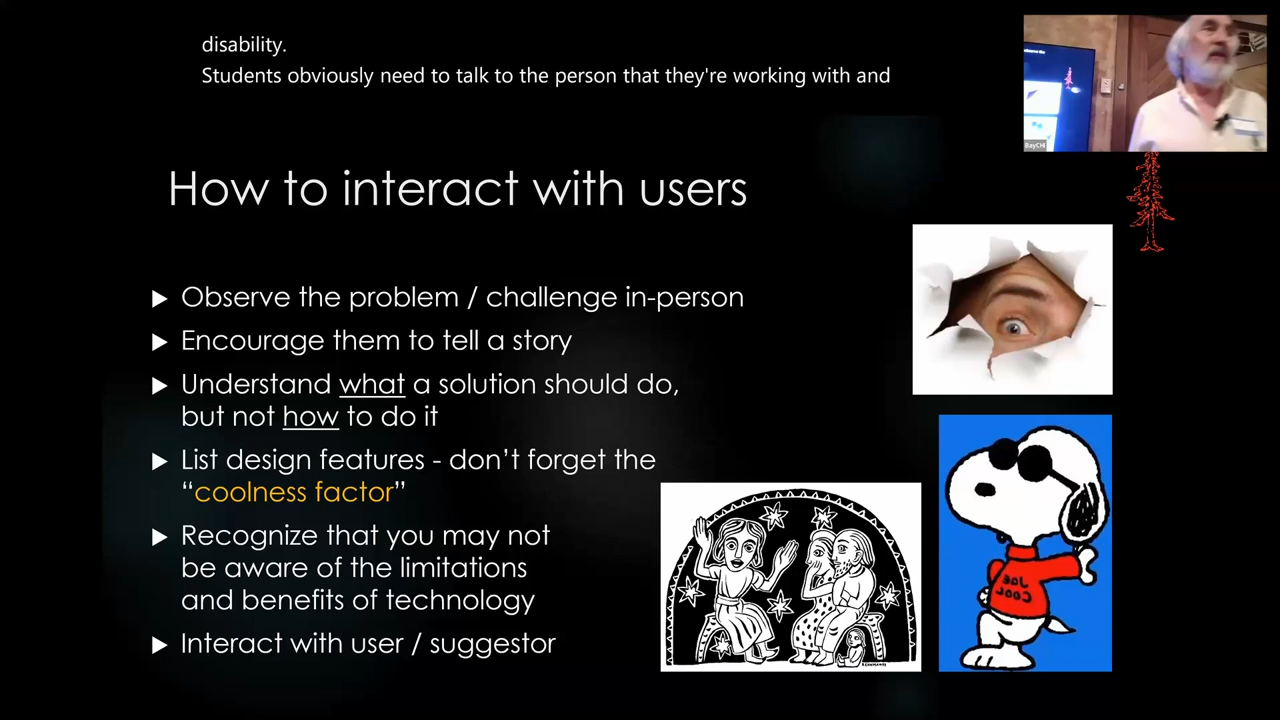 disability.
Students obviously need to talk to the person that they're working with and
BayCHI
How to interact with users
Observe the problem / challenge in-person
Encourage them to tell a story
Understand what a solution should do,
but not how to do it
List design features - don't forget the
"coolness factor"
Recognize that you may not
be aware of the limitations
and benefits of technology
Interact with user / suggestor
JOE
COOL